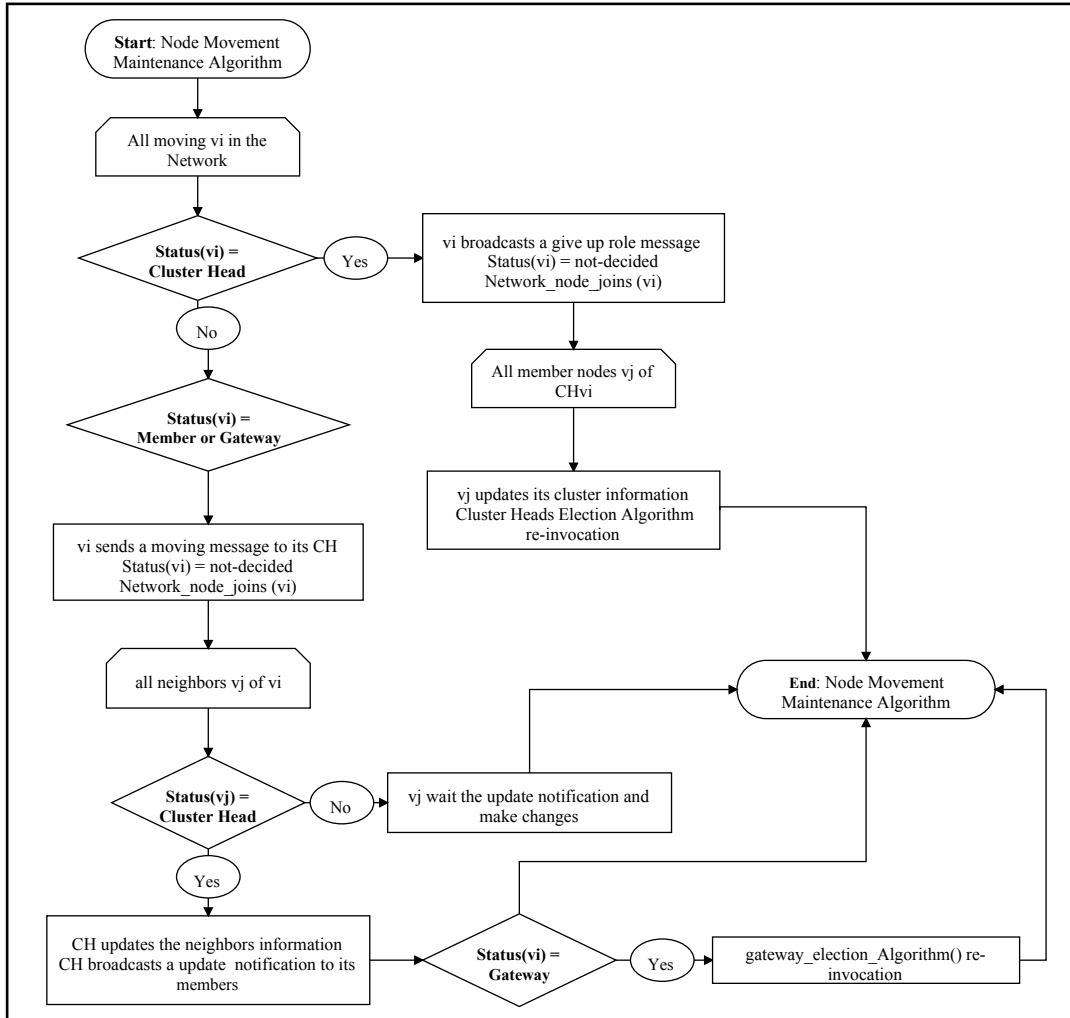 Start: Node Movement
Maintenance Algorithm
All moving vi in the
Network
Status(vi) =
Cluster Head
Yes
vi broadcasts a give up role message
Status(vi) = not-decided
Network_node_joins (vi)
No
All member nodes vj of
CHvi
Status(vi) =
Member or Gateway
vj updates its cluster information
Cluster Heads Election Algorithm
re-invocation
vi sends a moving message to its CH
Status(vi) = not-decided
Network_node_joins (vi)
all neighbors vj of vi
End: Node Movement
Maintenance Algorithm
Status(vj) =
Cluster Head
No
vj wait the update notification and
make changes
Yes
CH updates the neighbors information
CH broadcasts a update notification to its
members
Status(vi) =
Gateway
Yes
gateway_election_Algorithm() re-
invocation